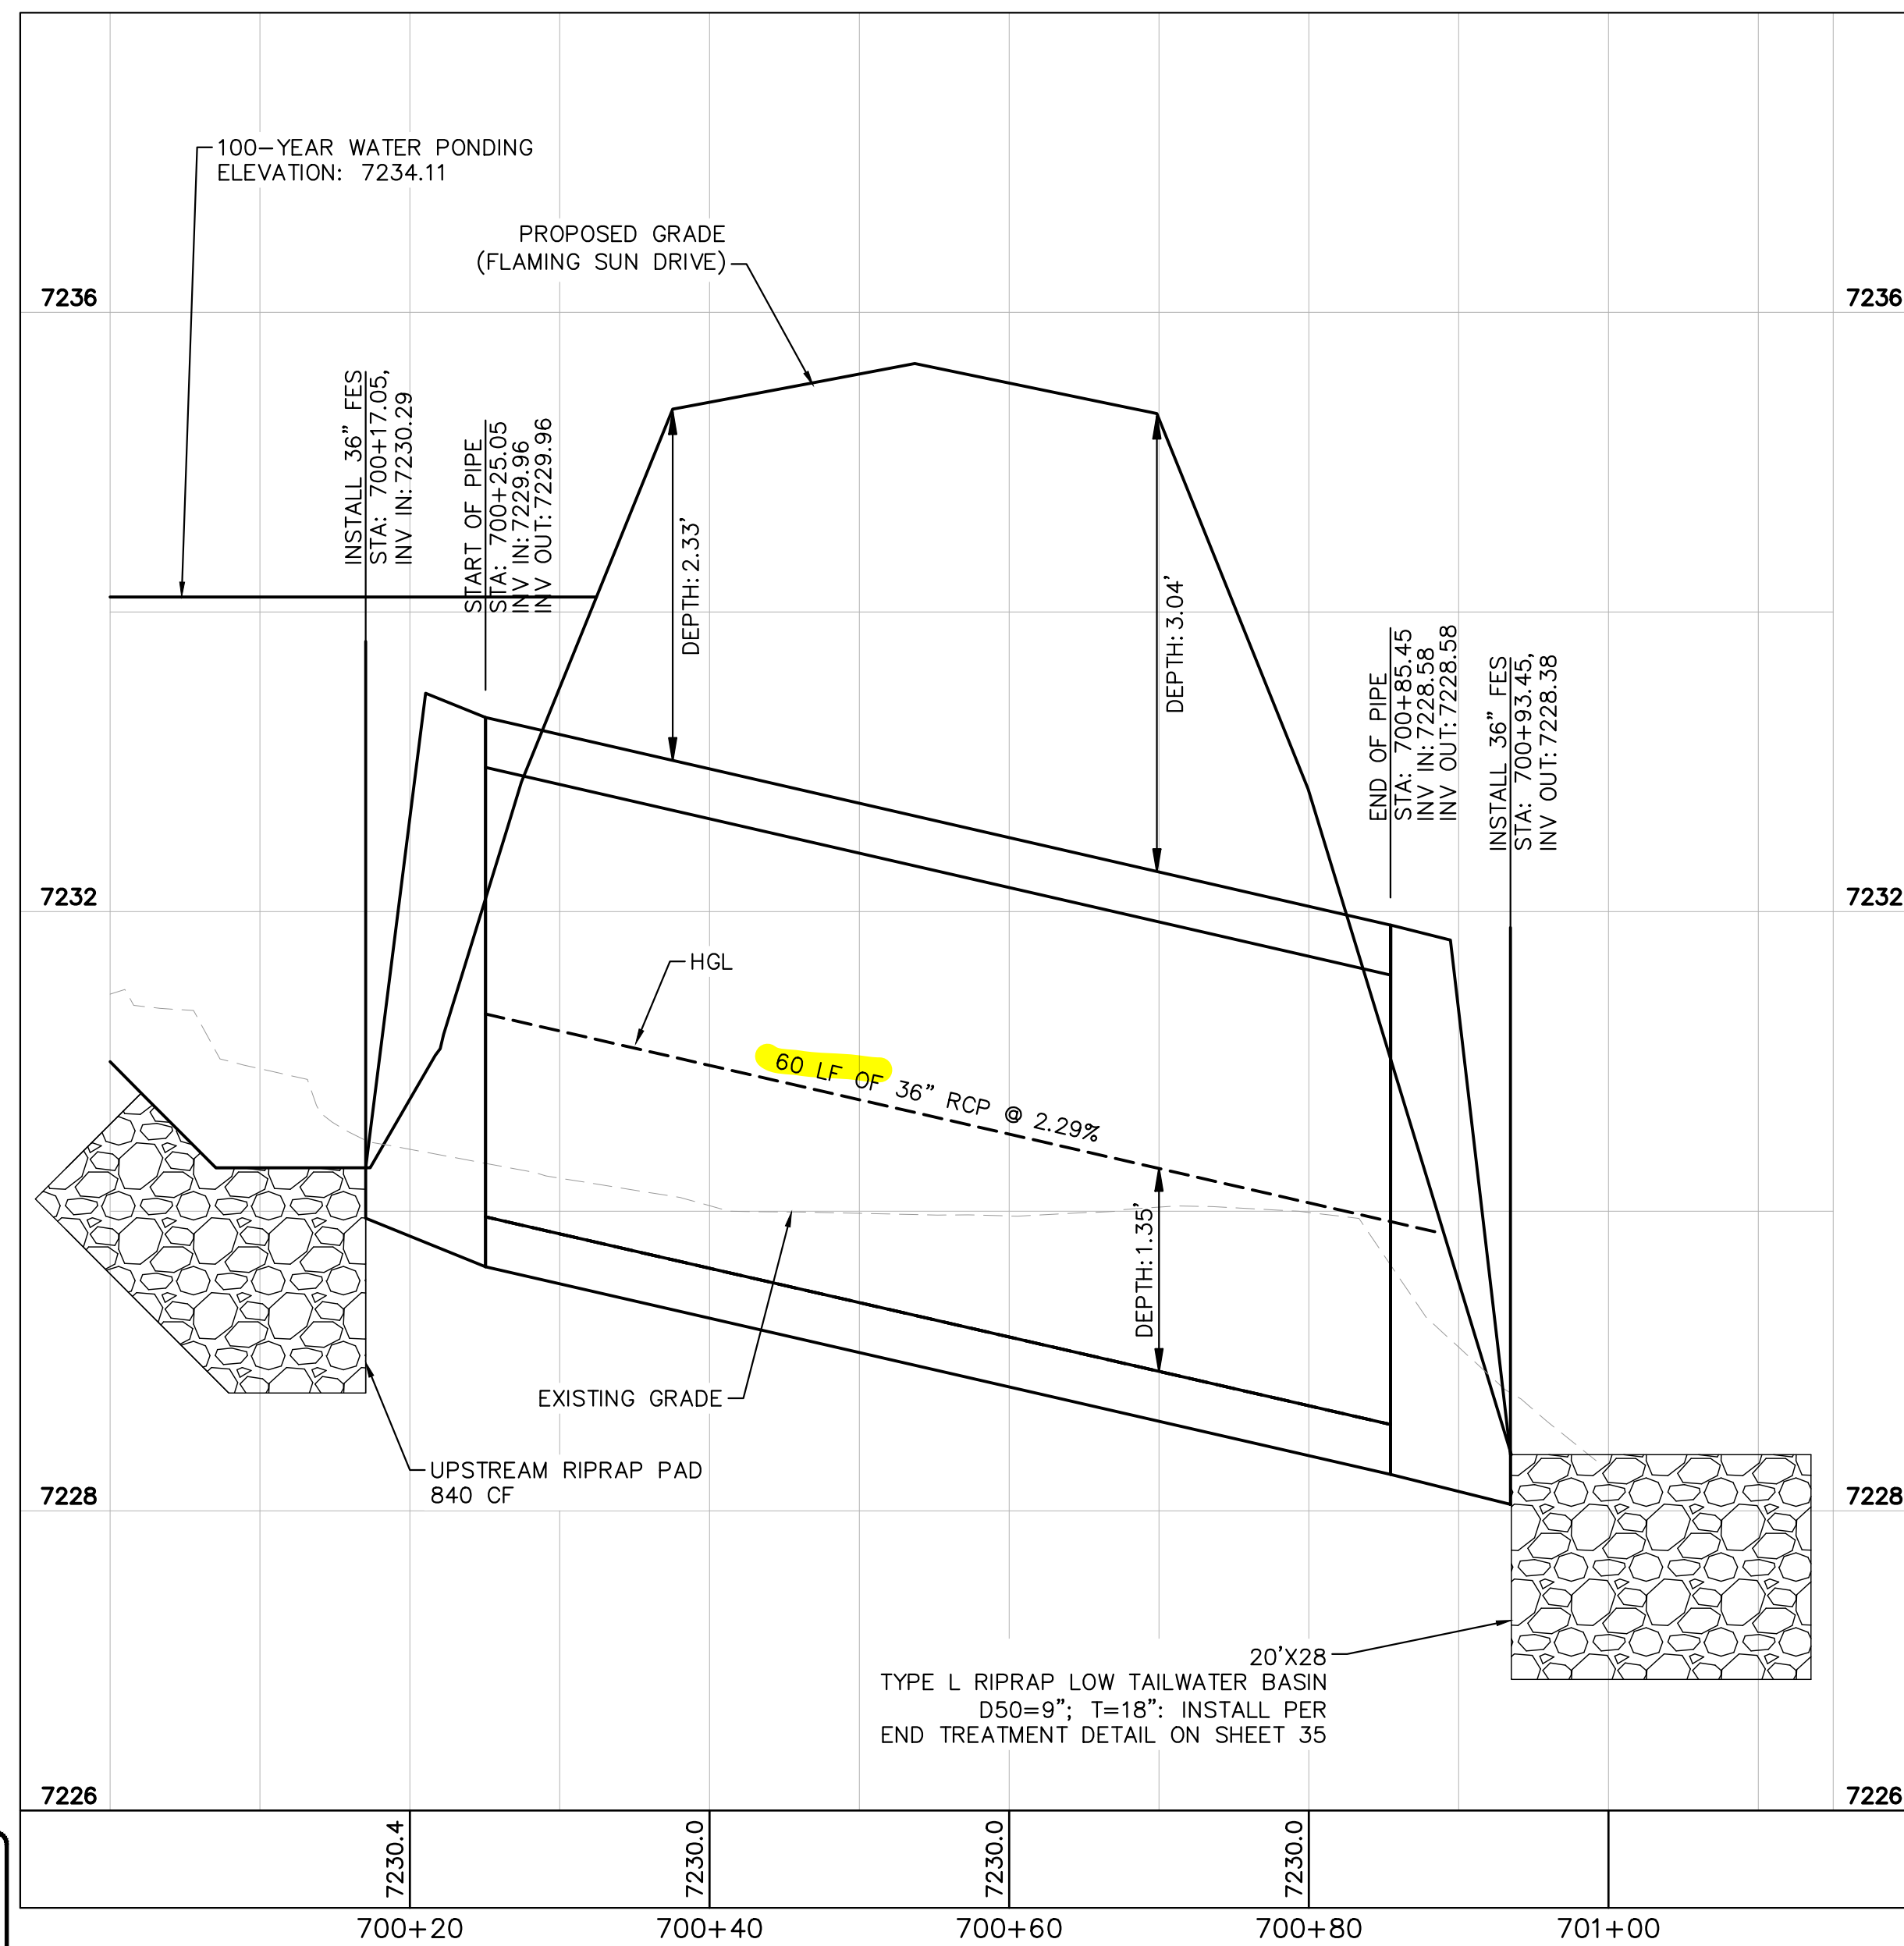 100-YEAR WATER PONDING
ELEVATION: 7234.11
PROPOSED GRADE
(FLAMING SUN DRIVE)
7236
7236
INSTALL 36" FES
STA: 700+17.05,
INV IN: 7230.29
START OF PIPE
STA: 700+25.05
INV IN: 7229.96
INV OUT: 7229.96
DEPTH: 2.33'
DEPTH: 3.04'
END OF PIPE
STA: 700+85.45
INV IN: 7228.58
INV OUT: 7228.58
INSTALL 36" FES
STA: 700+93.45,
INV OUT: 7228.38
7232
7232
HGL
60 LF OF 36" RCP @ 2.29%
DEPTH: 1.35'
EXISTING GRADE
UPSTREAM RIPRAP PAD
840 CF
7228
7228
20'X28
TYPE L RIPRAP LOW TAILWATER BASIN
D50=9"; T=18": INSTALL PER
END TREATMENT DETAIL ON SHEET 35
7226
7226
7230.4
7230.0
7230.0
7230.0
700+20
700+40
700+60
700+80
701+00